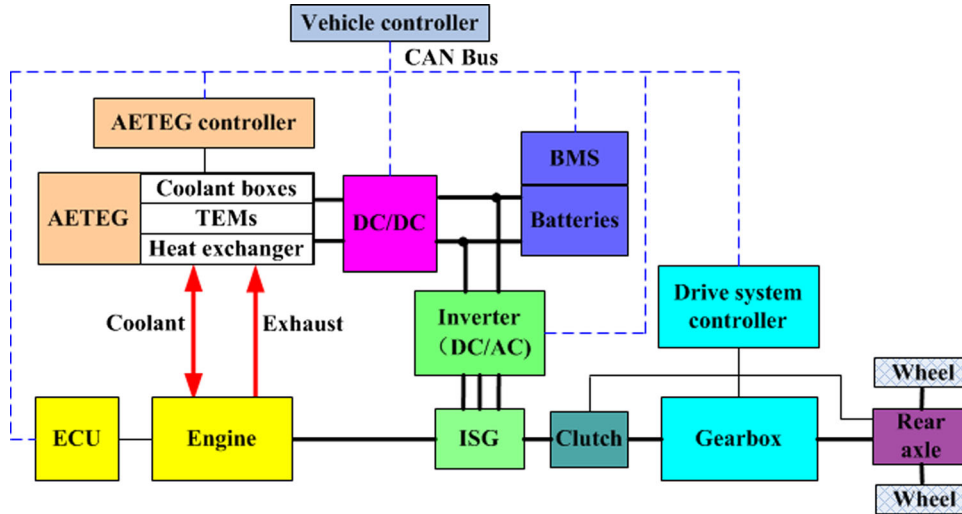 Vehicle controller
CAN Bus
AETEG controller
BMS
Coolant boxes
AETEG
TEMs
DC/DC
Batteries
Heat exchanger
Drive system
controller
Coolant
Exhaust
Inverter
（DC/AC)
Wheel
ECU
Engine
ISG
Clutch
Gearbox
Rear
axle
Wheel